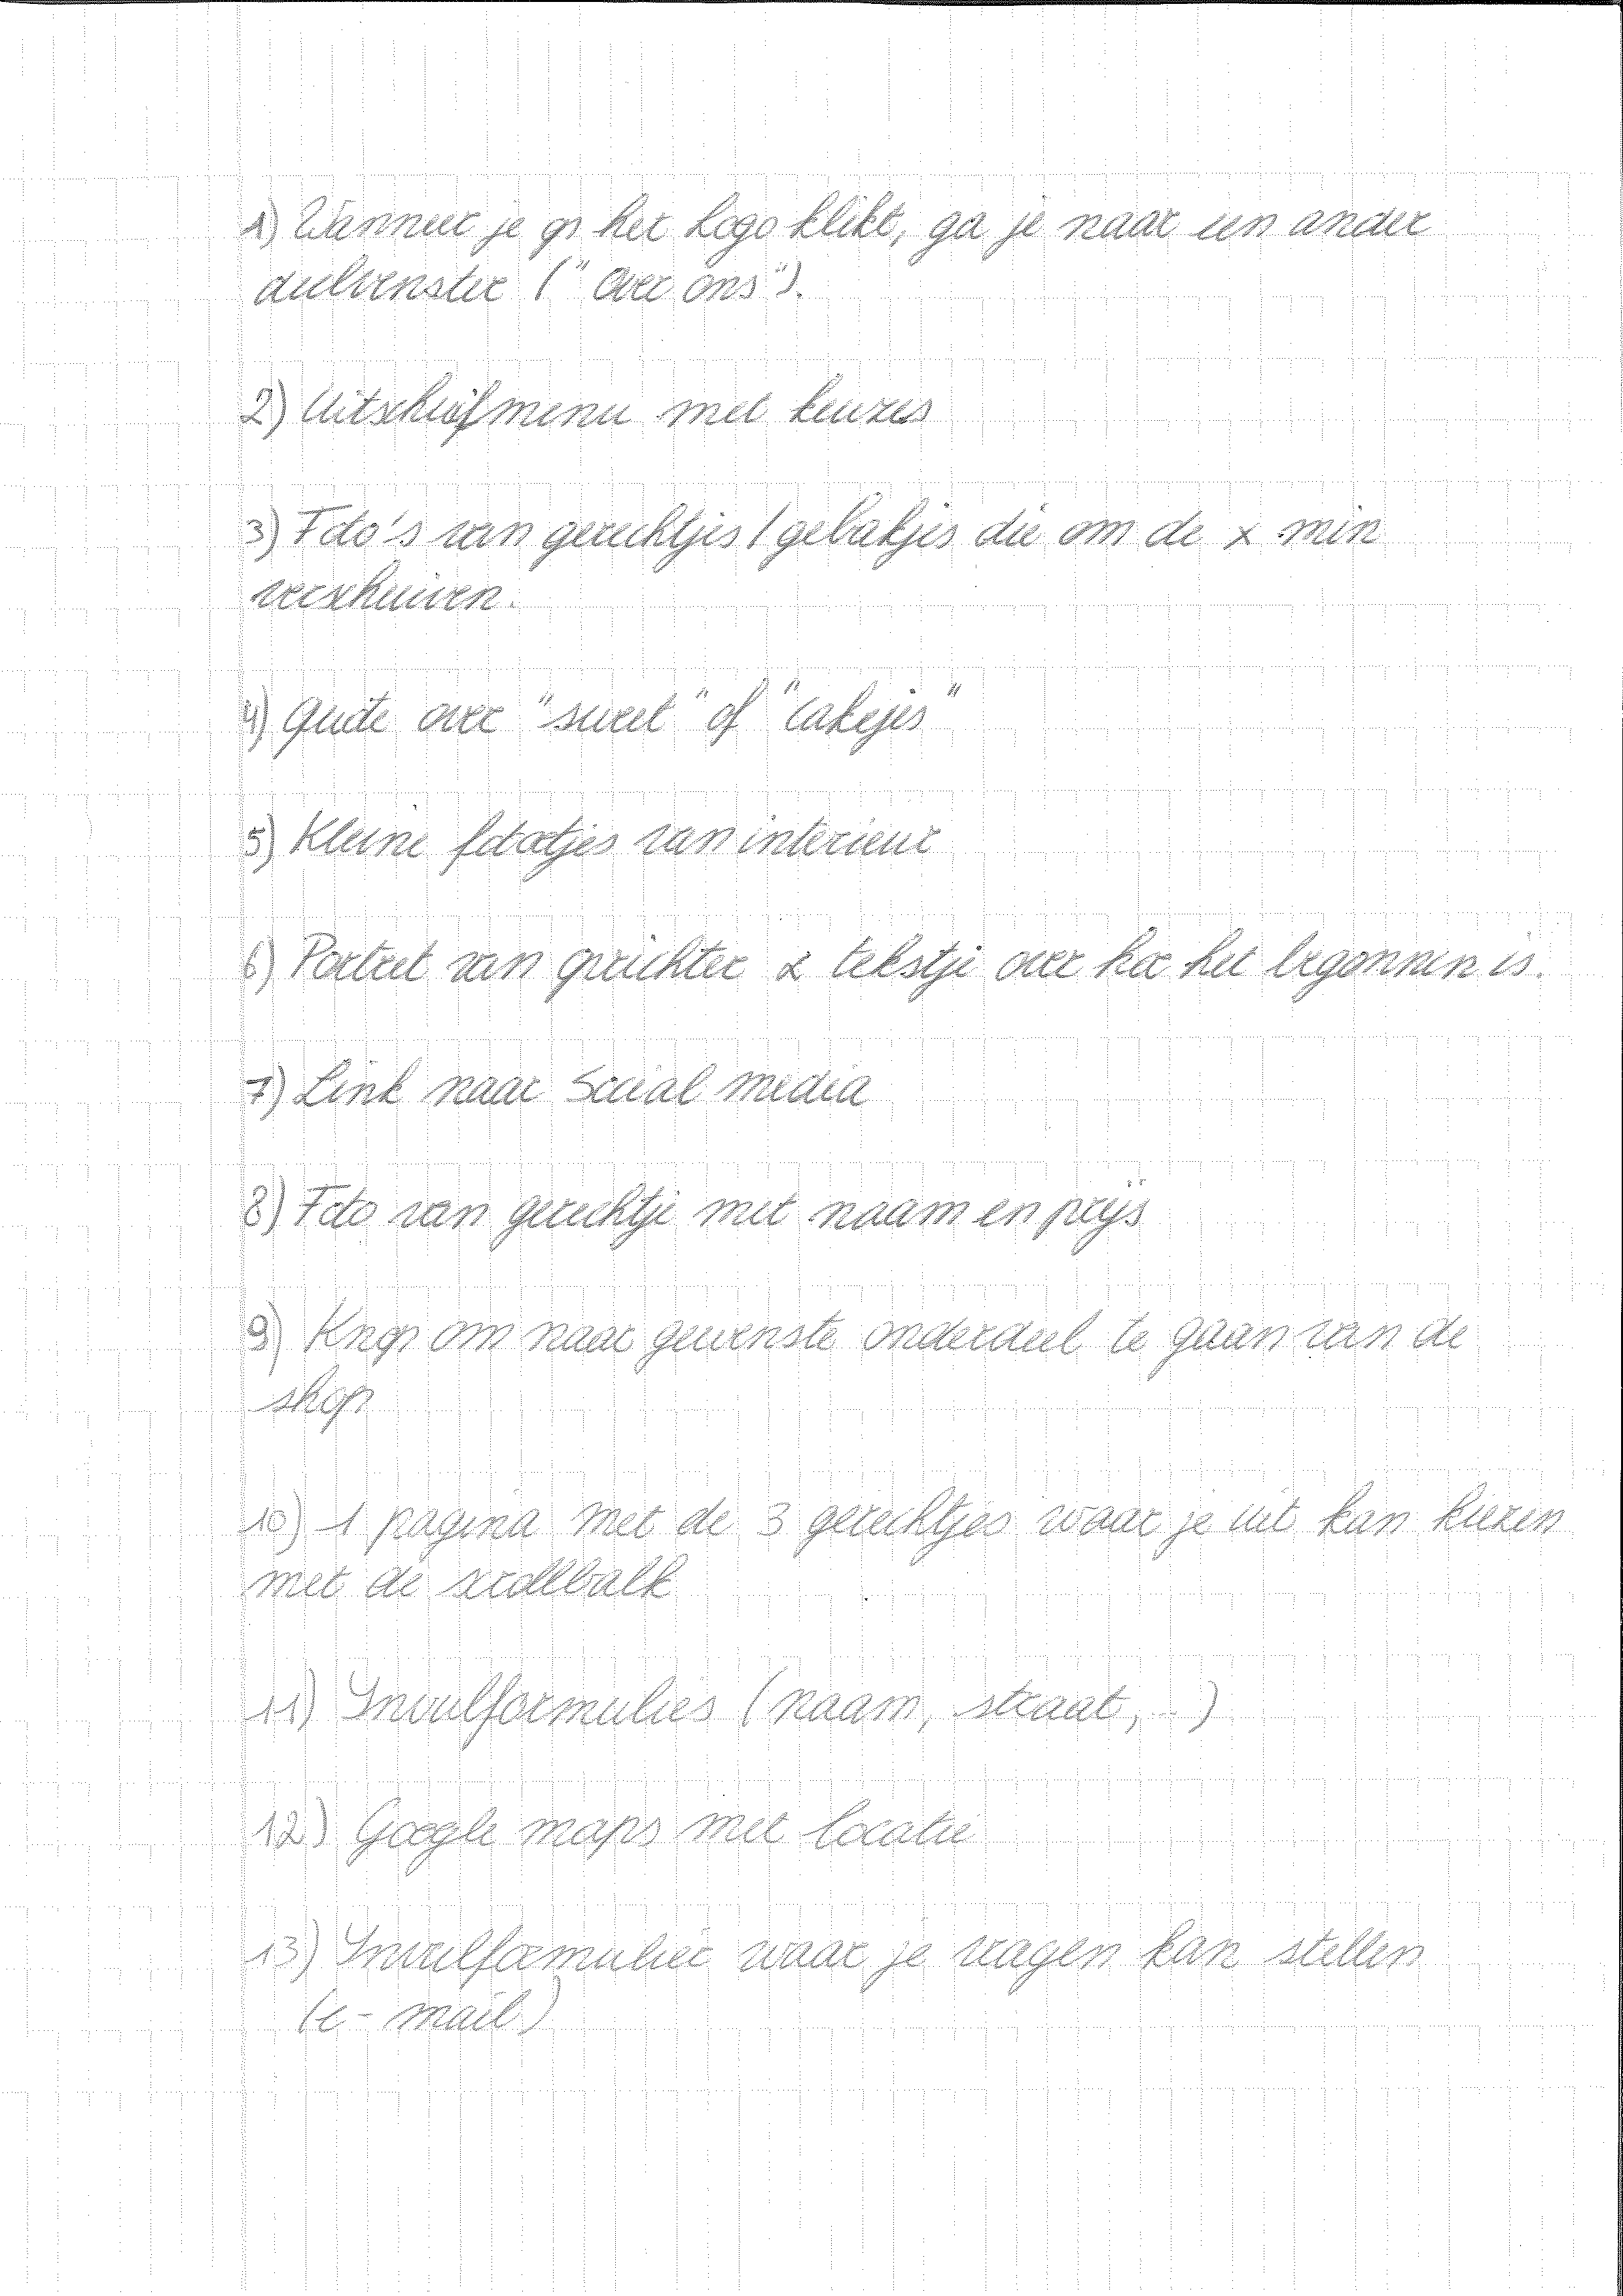 1) Wanneer je op het Logo klikt, ga je naar een ander
deelvenster ("Over ons").
2) Uitschuifmenu met keuzes
3) Foto's van gerechtjes / gebakjes die om de x min
verschuiven.
4) Quote over "sweet" of "cakejes"
5) Kleine fotootjes van interieur
6) Portret van oprichter & tekstje over hoe het begonnen is.
7) Link naar Social media
8) Foto van gerechtje met naam en prijs
9) Knop om naar gewenste onderdeel te gaan van de
shop
10) 1 pagina met de 3 gerechtjes waar je uit kan kiezen
met de scrollbalk
11) Invulformulies (naam, straat, ..)
12) Google maps met locatie
13) Invulformulier waar je vragen kan stellen
(e-mail)